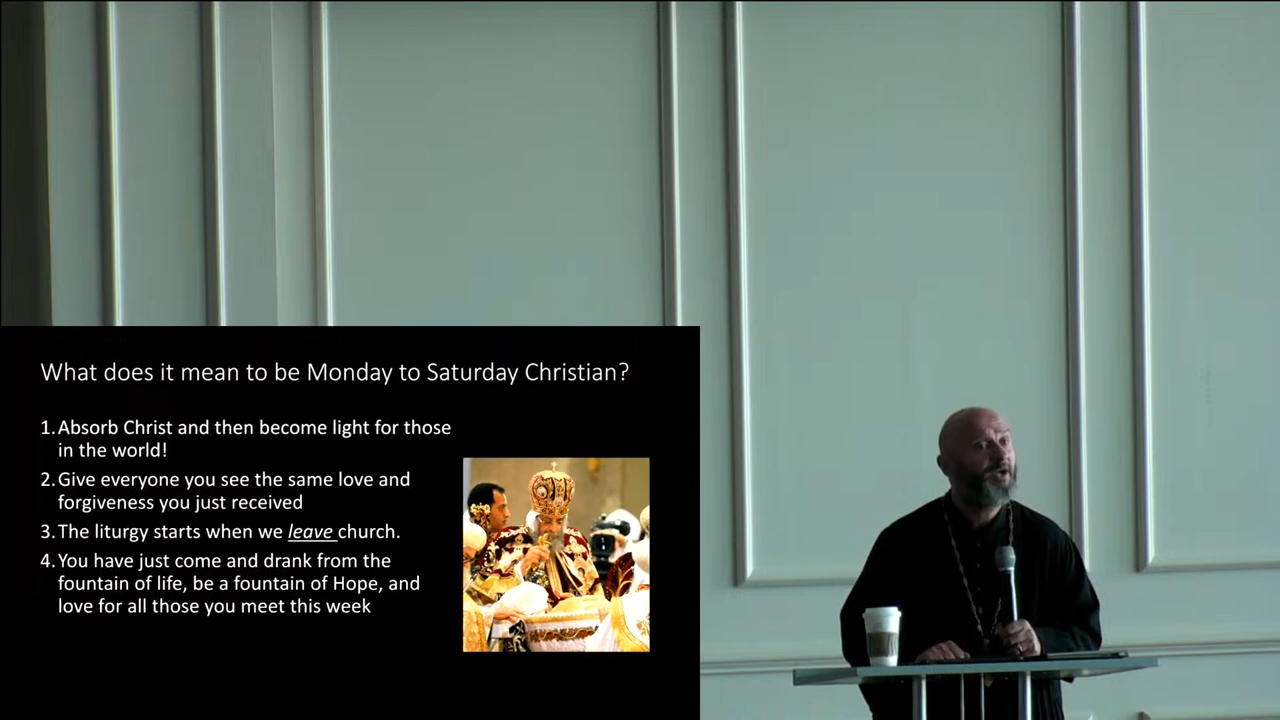 What does it mean to be Monday to Saturday Christian?
1. Absorb Christ and then become light for those
in the world!
2. Give everyone you see the same love and
forgiveness you just received
3. The liturgy starts when we leave church.
4. You have just come and drank from the
fountain of life, be a fountain of Hope, and
love for all those you meet this week